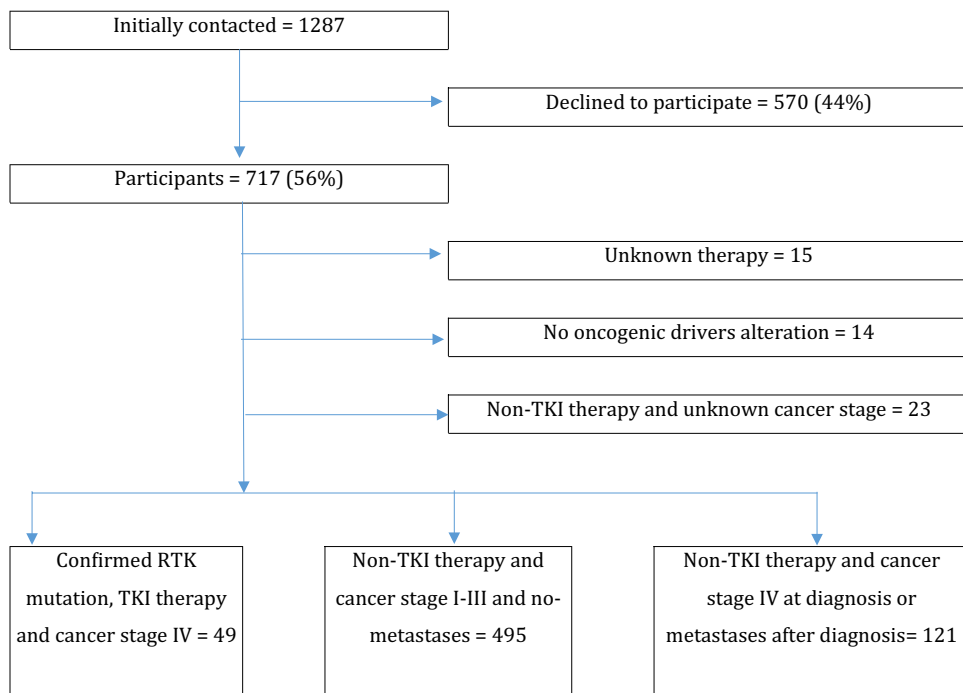 Initially contacted = 1287
Declined to participate = 570 (44%)
Participants = 717 (56%)
Unknown therapy = 15
No oncogenic drivers alteration = 14
Non-TKI therapy and unknown cancer stage = 23
Confirmed RTK
mutation, TKI therapy
and cancer stage IV = 49
Non-TKI therapy and
cancer stage I-III and no-
metastases = 495
Non-TKI therapy and cancer
stage IV at diagnosis or
metastases after diagnosis= 121